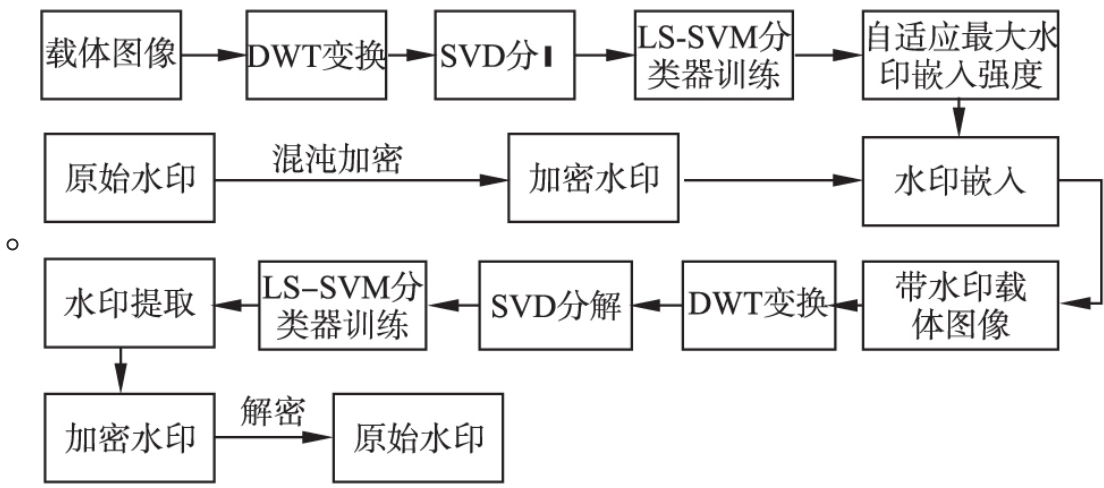 载体图像
DWT变换
SVD分
LS-SVM分
类器训练
自适应最大水
印嵌入强度
原始水印
混沌加密
加密水印
水印嵌入
。
水印提取
LS-SVM分
类器训练
SVD分解
DWT变换
带水印载
体图像
加密水印
解密
原始水印